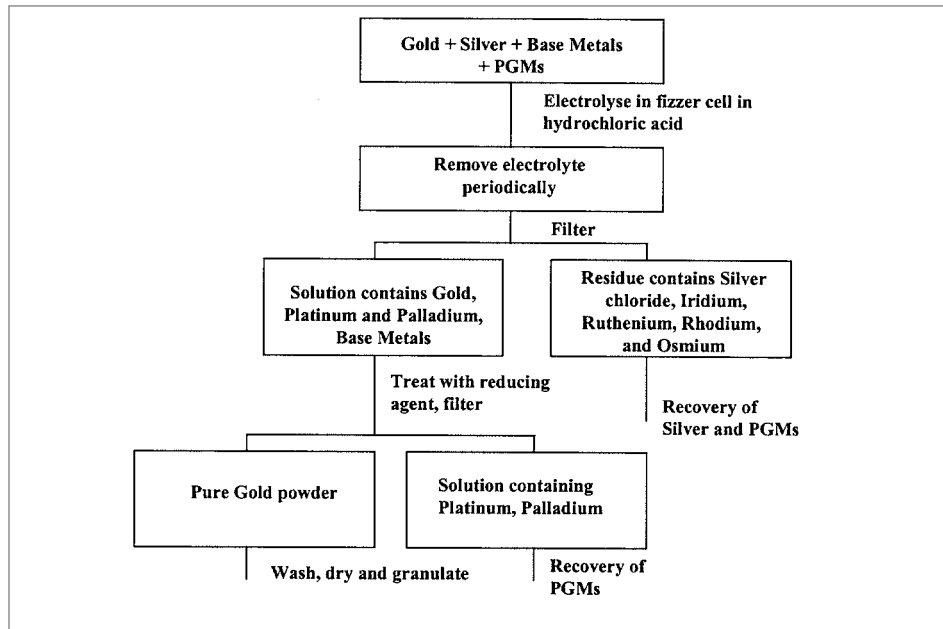 Gold + Silver + Base Metals
+ PGMs
Electrolyse in fizzer cell in
hydrochloric acid
Remove electrolyte
periodically
Filter
Solution contains Gold,
Platinum and Palladium,
Base Metals
Residue contains Silver
chloride, Iridium,
Ruthenium, Rhodium,
and Osmium
Treat with reducing
agent, filter
Recovery of
Silver and PGMs
Pure Gold powder
Solution containing
Platinum, Palladium
Wash, dry and granulate
Recovery of
PGMs